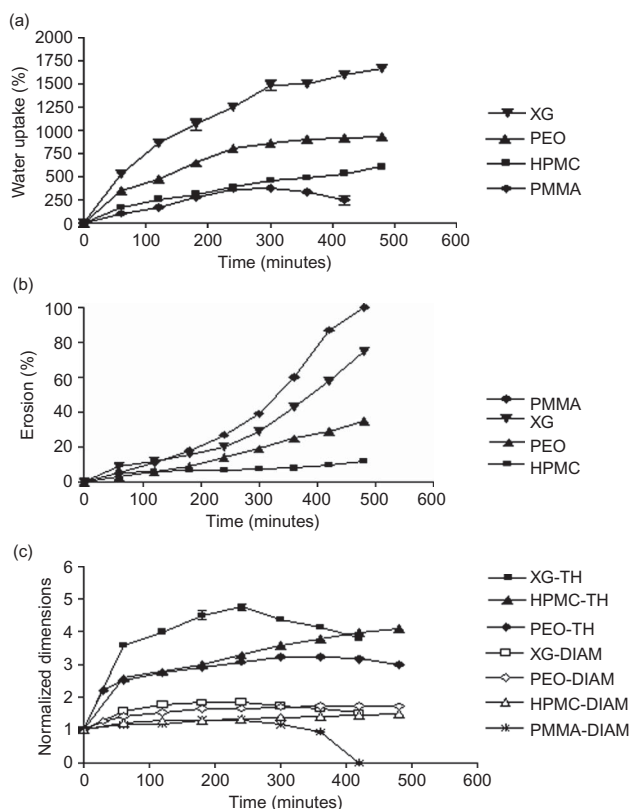 (a)
2000
1750
1500
1250
1000
750
500
250
0
Water uptake (%)
0 100 200 300 400 500 600
Time (minutes)
XG
PEO
HPMC
PMMA
(b)
100
80
60
40
20
0
Erosion (%)
0 100 200 300 400 500 600
Time (minutes)
PMMA
XG
PEO
HPMC
(c)
6
5
4
3
2
1
0
Normalized dimensions
0 100 200 300 400 500 600
Time (minutes)
XG-TH
HPMC-TH
PEO-TH
XG-DIAM
PEO-DIAM
HPMC-DIAM
PMMA-DIAM